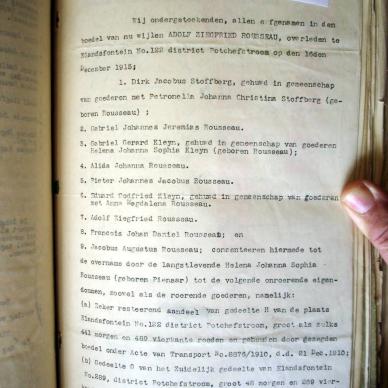 Wij ondergetekenden, allen erfgenamen in den
boedel van nu wijlen ADOLF ZIEGFRIED ROUSSEAU, overleden te
Elandsfontein No.122 district Potchefstroom op den 16den
December 1915;
1. Dirk Jacobus Stoffberg, gehuwd in gemeenschap
van goederen met Petronella Johanna Christina Stoffberg (ge-
boren Rousseau) ;
2. Gabriel Johannes Jeremias Rousseau.
3. Gabriel Gerard Kleyn, gehuwd in gemeenschap van goederen
Helena Johanna Sophia Kleyn (geboren Rousseau);
4. Alida Johanna Rousseau.
5. Pieter Johannes Jacobus Rousseau.
6. Eduard Godfried Kleyn, gehuwd in gemeenschap van goederen
met Anna Magdalena Rousseau.
7. Adolf Siegfried Rousseau.
8. Francois Johan Daniel Rousseau; en
9. Jacobus Augustus Rousseau; consenteeren hiermede tot
de overname door de langstlevende Helena Johanna Sophia
Rousseau (geboren Pienaar) tot de volgende onroerende eigen-
dommen, zoovel als de roerende goederen, namelijk:
(a) Zeker resteerend aandeel van gedeelte B van de plaats
Elandsfontein No.122 district Potchefstroom, groot als zulks
441 morgen en 489 vierkante roeden en gehouden door gezegden
boedel onder Acte van Transport No.8876/1910, d.d. 21 Dec.1910;
(b) Gedeelte G van het Zuidelijk gedeelte van Elandsfontein
No.289, district Potchefstroom, groot 48 morgen en 289 vier-